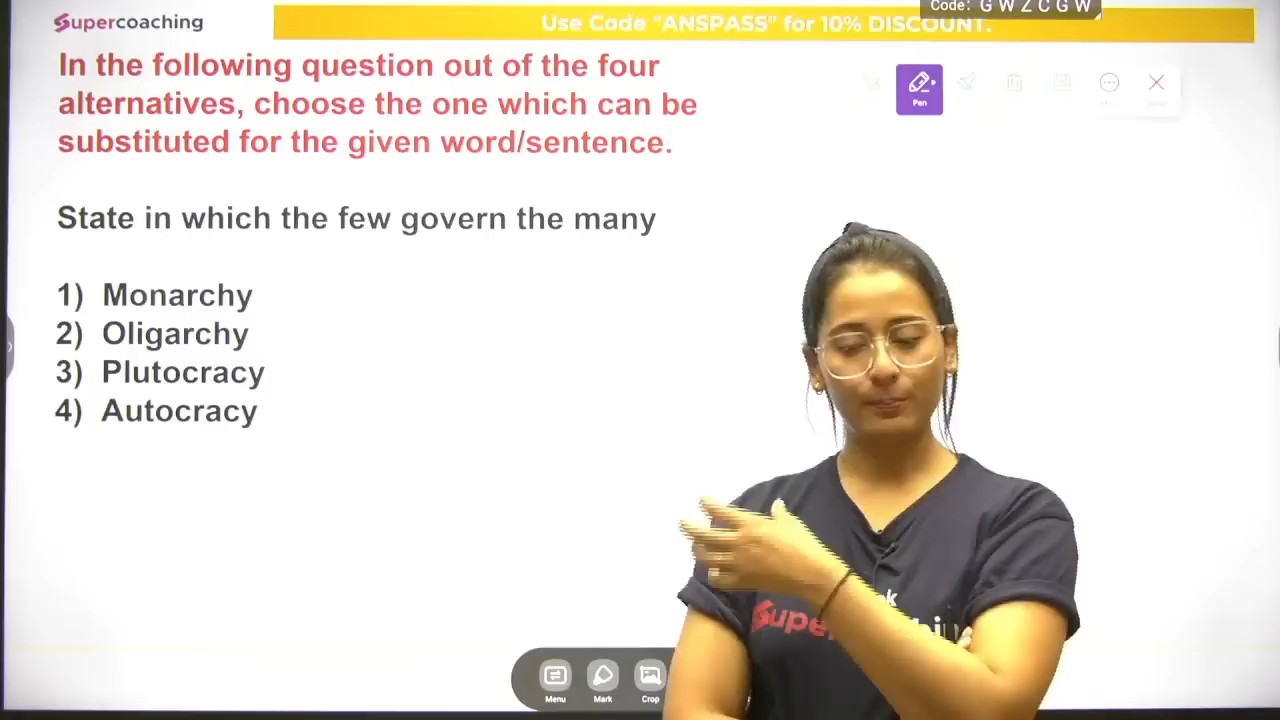 Supercoaching
Code: G W Z C G W
Use Code "ANSPASS" for 10% DISCOUNT.
In the following question out of the four
alternatives, choose the one which can be
substituted for the given word/sentence.
Pen
State in which the few govern the many
1) Monarchy
2) Oligarchy
3) Plutocracy
4) Autocracy
Menu
Mark
Crop